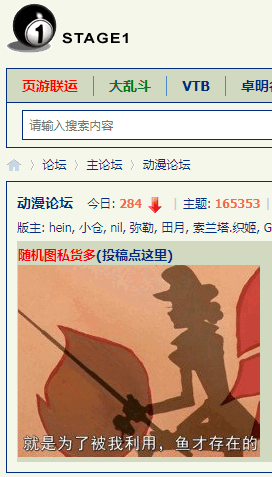 1 STAGE1
页游联运 大乱斗 VTB 卓明
请输入搜索内容
论坛 主论坛 动漫论坛
动漫论坛 今日: 284 主题: 165353
版主: hein, 小仓, nil, 弥勒, 田月, 索兰塔.织姬, G
随机图私货多(投稿点这里)
就是为了被我利用，鱼才存在的